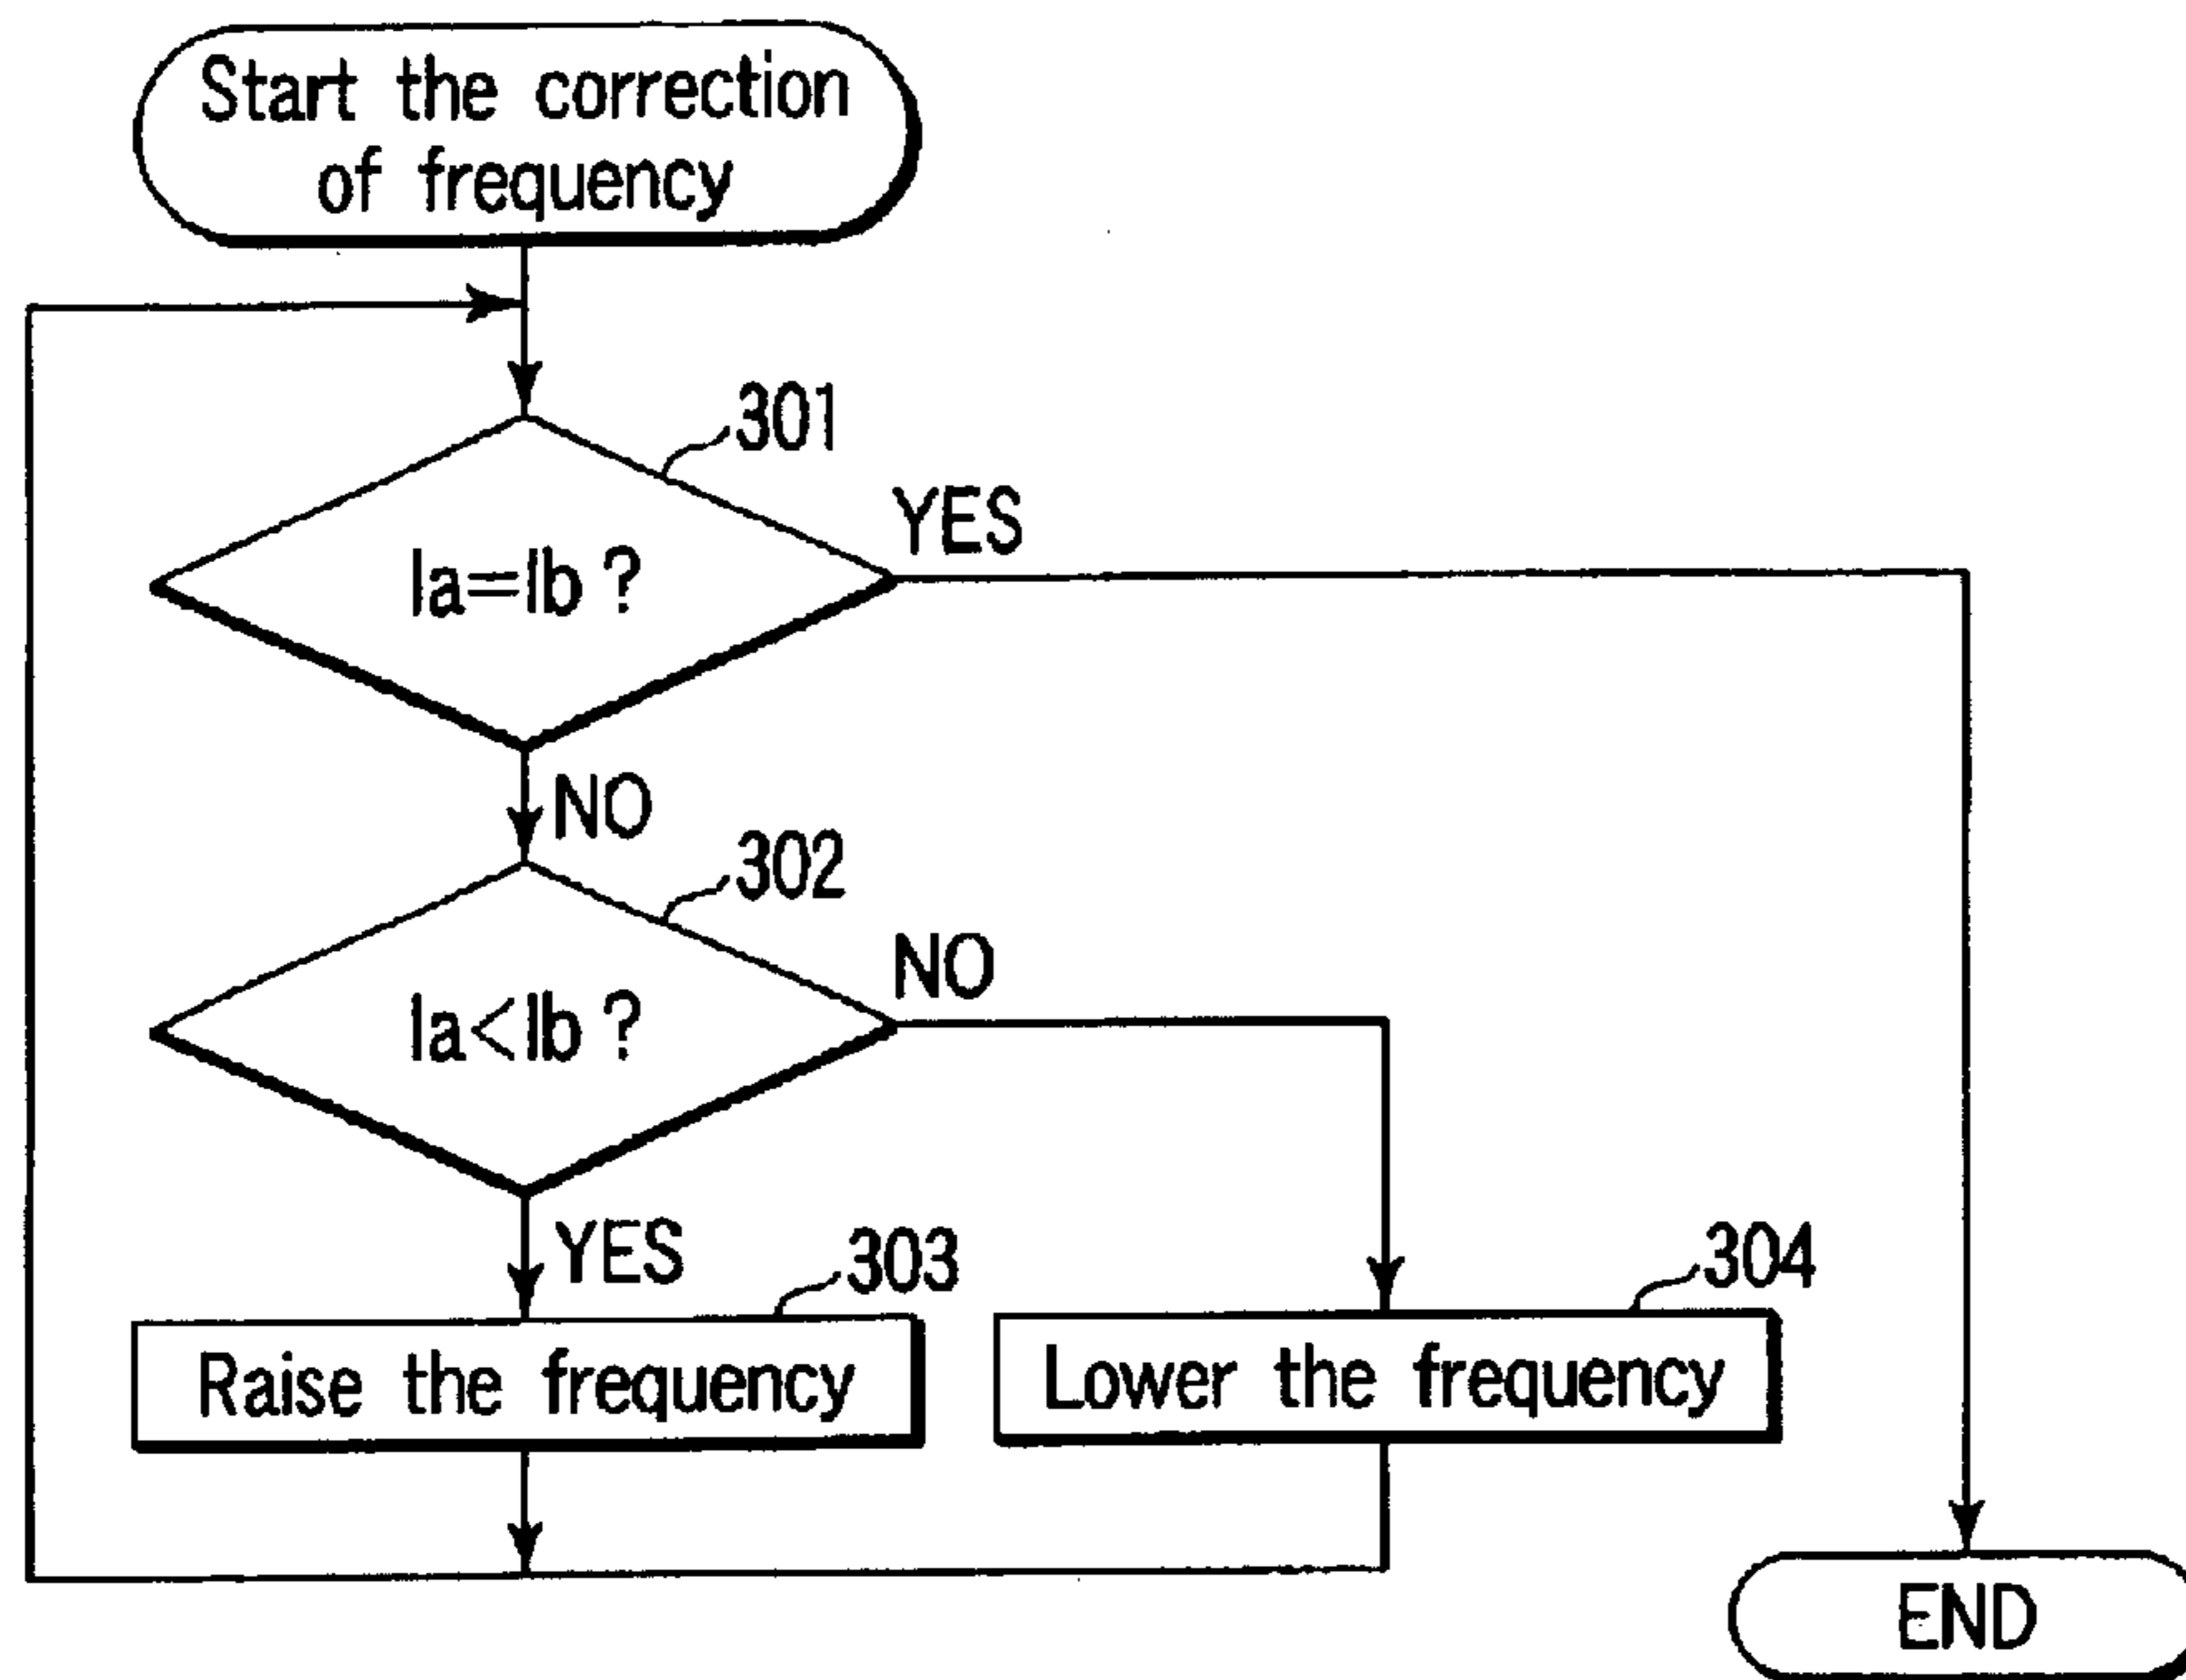 Start the correction
of frequency
301
Ia=Ib ?
YES
NO
302
Ia<Ib ?
NO
YES
303
304
Raise the frequency
Lower the frequency
END